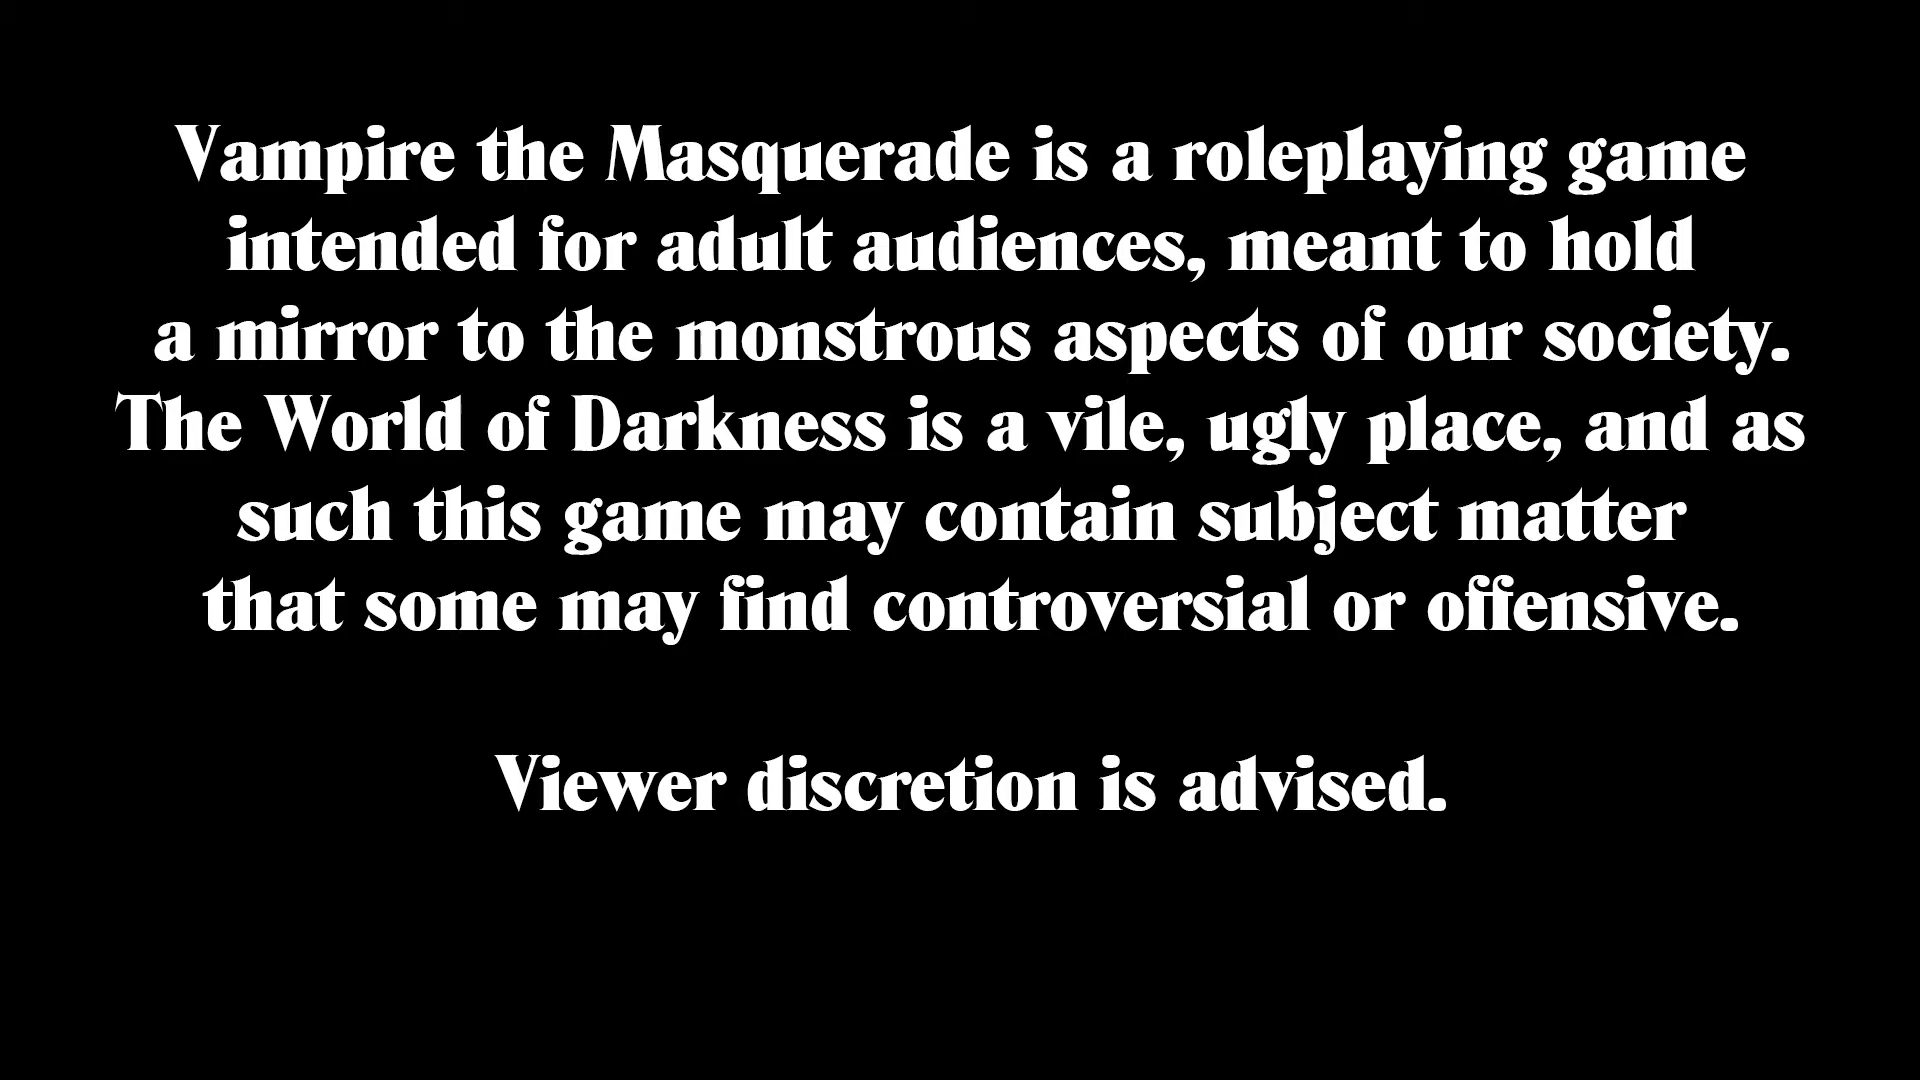 Vampire the Masquerade is a roleplaying game
intended for adult audiences, meant to hold
a mirror to the monstrous aspects of our society.
The World of Darkness is a vile, ugly place, and as
such this game may contain subject matter
that some may find controversial or offensive.
Viewer discretion is advised.